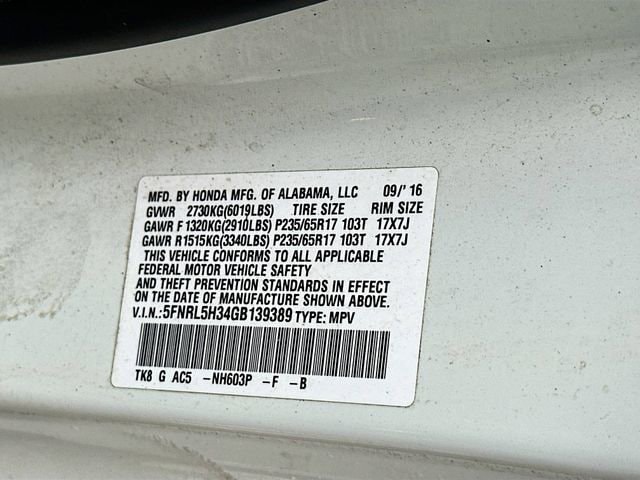 MFD. BY HONDA MFG. OF ALABAMA, LLC 09/'16
GVWR 2730KG(6019LBS) TIRE SIZE RIM SIZE
GAWR F 1320KG(2910LBS) P235/65R17 103T 17X7J
GAWR R1515KG(3340LBS) P235/65R17 103T 17X7J
THIS VEHICLE CONFORMS TO ALL APPLICABLE
FEDERAL MOTOR VEHICLE SAFETY
AND THEFT PREVENTION STANDARDS IN EFFECT
ON THE DATE OF MANUFACTURE SHOWN ABOVE.
V.I.N.:5FNRL5H34GB139389 TYPE: MPV
TK8 G AC5 -NH603P -F -B